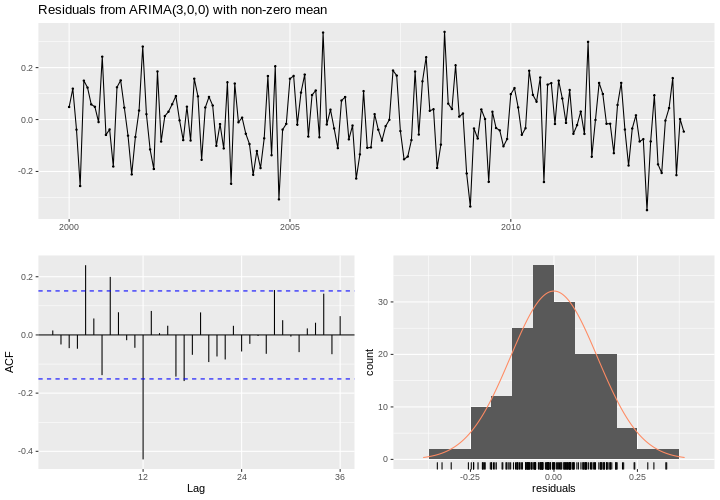 Residuals from ARIMA(3,0,0) with non-zero mean
0.2
0.0
-0.2
2000 2005 2010
ACF
0.2
0.0
-0.2
-0.4
12 24 36
Lag
count
30
20
10
0
-0.25 0.00 0.25
residuals